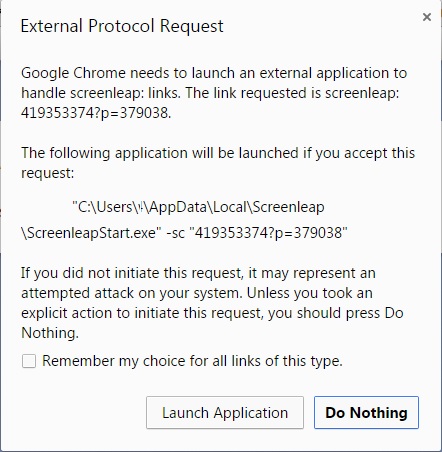 External Protocol Request
Google Chrome needs to launch an external application to
handle screenleap: links. The link requested is screenleap:
419353374?p=379038.
The following application will be launched if you accept this
request:
"C:\Users\\AppData\Local\Screenleap
\ScreenleapStart.exe" -sc "419353374?p=379038"
If you did not initiate this request, it may represent an
attempted attack on your system. Unless you took an
explicit action to initiate this request, you should press Do
Nothing.
Remember my choice for all links of this type.
Launch Application
Do Nothing